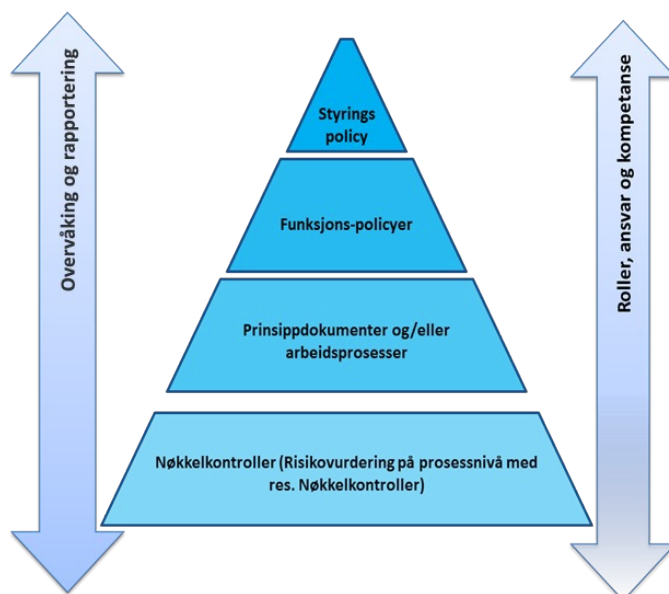 Overvåking og rapportering
Styrings
policy
Funksjons-policyer
Prinsippdokumenter og/eller
arbeidsprosesser
Nøkkelkontroller (Risikovurdering på prosessnivå med
res. Nøkkelkontroller)
Roller, ansvar og kompetanse